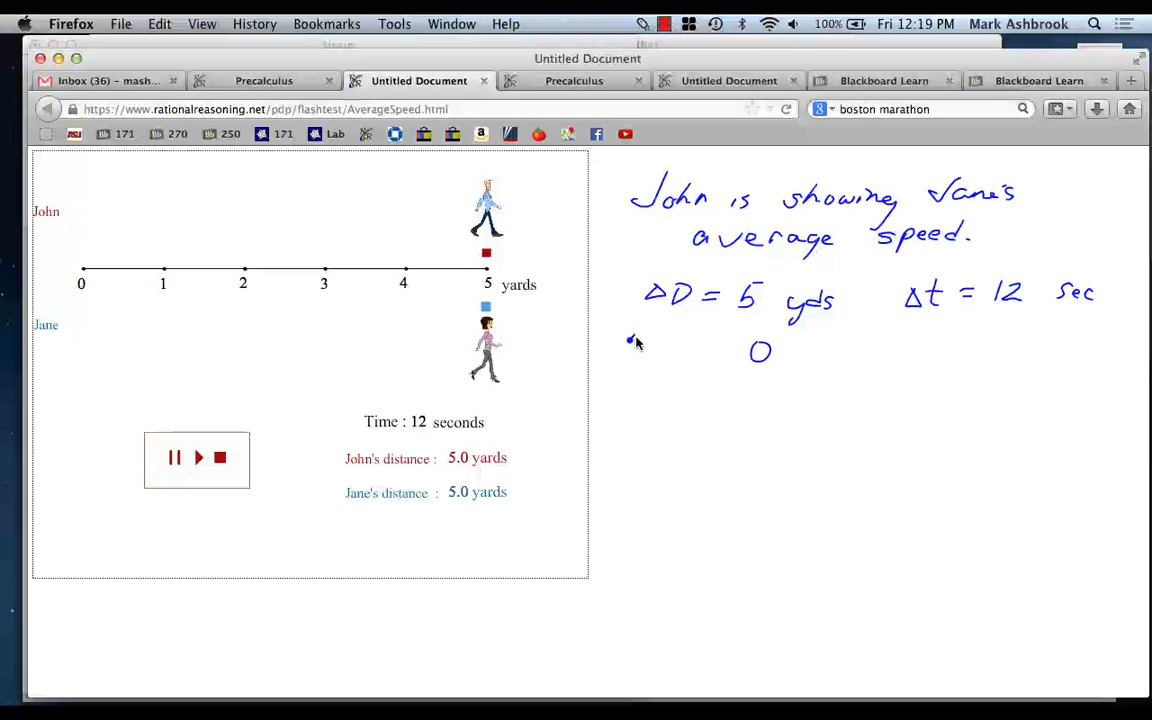 Firefox File Edit View History Bookmarks Tools Window Help 100% Fri 12:19 PM Mark Ashbrook
Untitled Document
Inbox (36) – mash... × Precalculus × Untitled Document × Precalculus × Untitled Document × Blackboard Learn × Blackboard Learn × +
https://www.rationalreasoning.net/pdp/flashtest/AverageSpeed.html boston marathon
ASU 171 270 250 171 Lab
John
0 1 2 3 4 5 yards
Jane
Time : 12 seconds
John's distance : 5.0 yards
Jane's distance : 5.0 yards
John is showing Jane's
average speed.
ΔD = 5 yds Δt = 12 sec
0